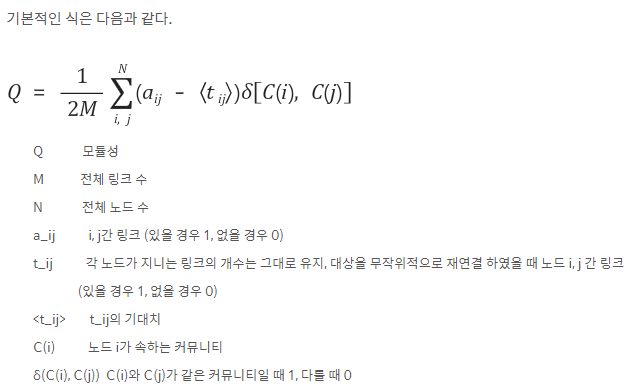 기본적인 식은 다음과 같다.
Q = \frac{1}{2M} \sum_{i, j}^{N} (a_{ij} - ⟨t_{ij}⟩)δ[C(i), C(j)]
Q 모듈성
M 전체 링크 수
N 전체 노드 수
a_ij i, j간 링크 (있을 경우 1, 없을 경우 0)
t_ij 각 노드가 지니는 링크의 개수는 그대로 유지, 대상을 무작위적으로 재연결 하였을 때 노드 i, j 간 링크
(있을 경우 1, 없을 경우 0)
<t_ij> t_ij의 기대치
C(i) 노드 i가 속하는 커뮤니티
δ(C(i), C(j)) C(i)와 C(j)가 같은 커뮤니티일 때 1, 다를 때 0